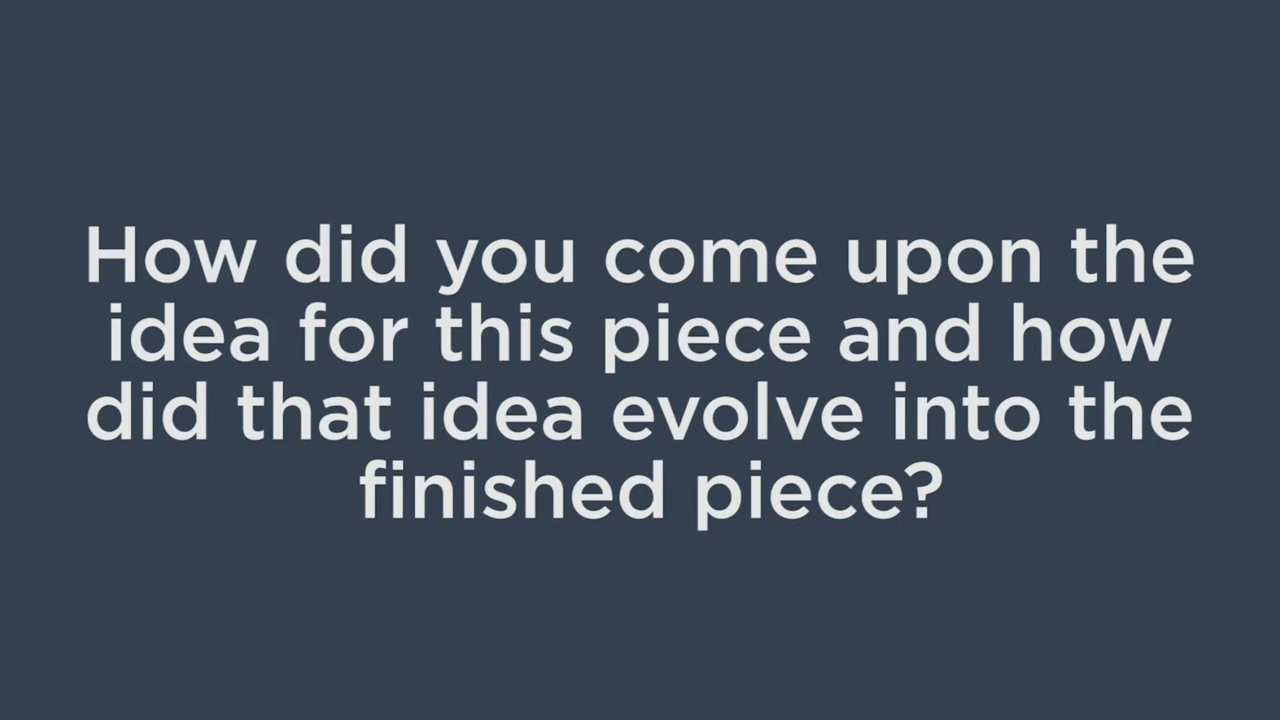 How did you come upon the
idea for this piece and how
did that idea evolve into the
finished piece?